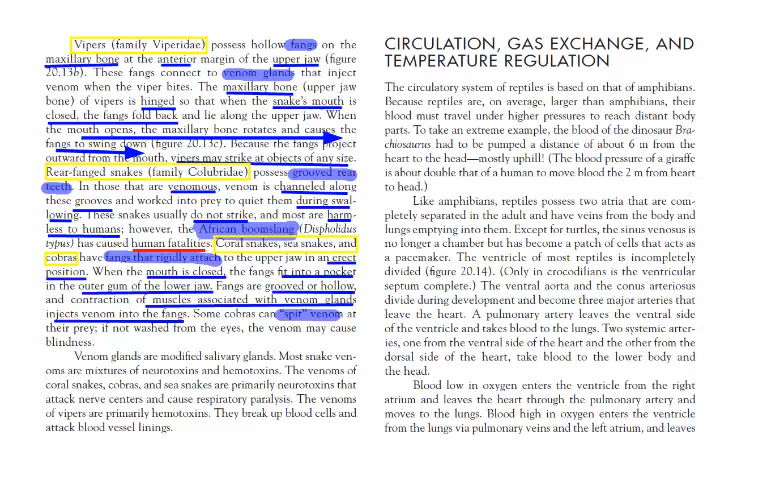 Vipers (family Viperidae) possess hollow fangs on the
maxillary bone at the anterior margin of the upper jaw (figure
20.13b). These fangs connect to venom glands that inject
venom when the viper bites. The maxillary bone (upper jaw
bone) of vipers is hinged so that when the snake's mouth is
closed, the fangs fold back and lie along the upper jaw. When
the mouth opens, the maxillary bone rotates and causes the
fangs to swing down (figure 20.13c). Because the fangs project
outward from the mouth, vipers may strike at objects of any size.
Rear-fanged snakes (family Colubridae) possess grooved rear
teeth. In those that are venomous, venom is channeled along
these grooves and worked into prey to quiet them during swal-
lowing. These snakes usually do not strike, and most are harm-
less to humans; however, the African boomslang (Dispholidus
typus) has caused human fatalities. Coral snakes, sea snakes, and
cobras have fangs that rigidly attach to the upper jaw in an erect
position. When the mouth is closed, the fangs fit into a pocket
in the outer gum of the lower jaw. Fangs are grooved or hollow,
and contraction of muscles associated with venom glands
injects venom into the fangs. Some cobras can "spit" venom at
their prey; if not washed from the eyes, the venom may cause
blindness.
Venom glands are modified salivary glands. Most snake ven-
oms are mixtures of neurotoxins and hemotoxins. The venoms of
coral snakes, cobras, and sea snakes are primarily neurotoxins that
attack nerve centers and cause respiratory paralysis. The venoms
of vipers are primarily hemotoxins. They break up blood cells and
attack blood vessel linings.
CIRCULATION, GAS EXCHANGE, AND
TEMPERATURE REGULATION
The circulatory system of reptiles is based on that of amphibians.
Because reptiles are, on average, larger than amphibians, their
blood must travel under higher pressures to reach distant body
parts. To take an extreme example, the blood of the dinosaur Bra-
chiosaurus had to be pumped a distance of about 6 m from the
heart to the head—mostly uphill! (The blood pressure of a giraffe
is about double that of a human to move blood the 2 m from heart
to head.)
Like amphibians, reptiles possess two atria that are com-
pletely separated in the adult and have veins from the body and
lungs emptying into them. Except for turtles, the sinus venosus is
no longer a chamber but has become a patch of cells that acts as
a pacemaker. The ventricle of most reptiles is incompletely
divided (figure 20.14). (Only in crocodilians is the ventricular
septum complete.) The ventral aorta and the conus arteriosus
divide during development and become three major arteries that
leave the heart. A pulmonary artery leaves the ventral side
of the ventricle and takes blood to the lungs. Two systemic arter-
ies, one from the ventral side of the heart and the other from the
dorsal side of the heart, take blood to the lower body and
the head.
Blood low in oxygen enters the ventricle from the right
atrium and leaves the heart through the pulmonary artery and
moves to the lungs. Blood high in oxygen enters the ventricle
from the lungs via pulmonary veins and the left atrium, and leaves